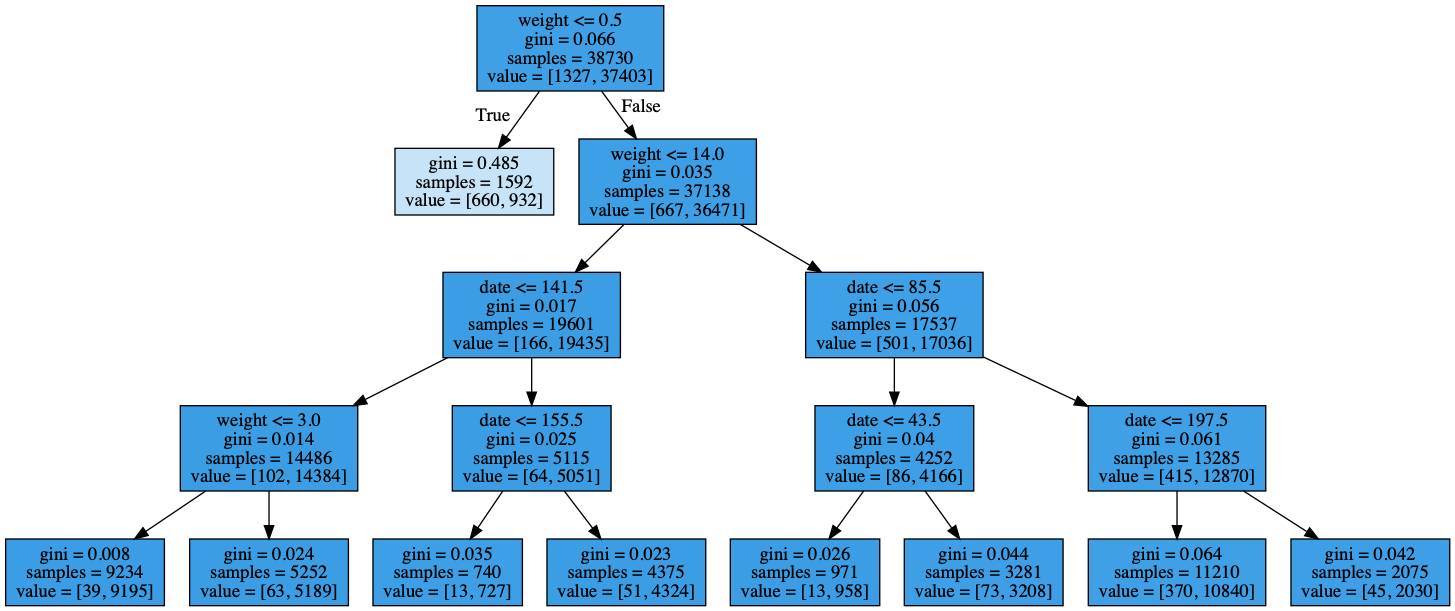 weight <= 0.5
gini = 0.066
samples = 38730
value = [1327, 37403]
True
False
gini = 0.485
samples = 1592
value = [660, 932]
weight <= 14.0
gini = 0.035
samples = 37138
value = [667, 36471]
date <= 141.5
gini = 0.017
samples = 19601
value = [166, 19435]
date <= 85.5
gini = 0.056
samples = 17537
value = [501, 17036]
weight <= 3.0
gini = 0.014
samples = 14486
value = [102, 14384]
date <= 155.5
gini = 0.025
samples = 5115
value = [64, 5051]
date <= 43.5
gini = 0.04
samples = 4252
value = [86, 4166]
date <= 197.5
gini = 0.061
samples = 13285
value = [415, 12870]
gini = 0.008
samples = 9234
value = [39, 9195]
gini = 0.024
samples = 5252
value = [63, 5189]
gini = 0.035
samples = 740
value = [13, 727]
gini = 0.023
samples = 4375
value = [51, 4324]
gini = 0.026
samples = 971
value = [13, 958]
gini = 0.044
samples = 3281
value = [73, 3208]
gini = 0.064
samples = 11210
value = [370, 10840]
gini = 0.042
samples = 2075
value = [45, 2030]